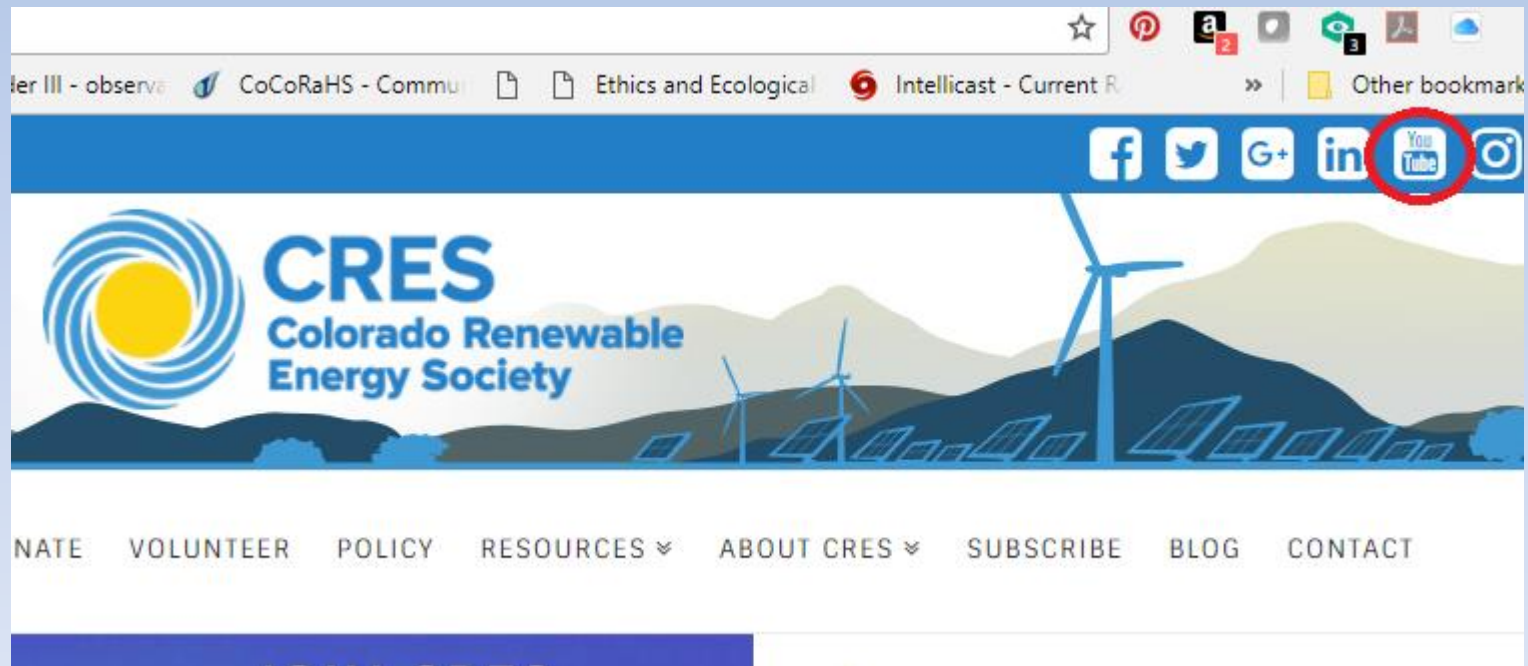 2
3
der III - observa
CoCoRaHS - Commu
Ethics and Ecological
Intellicast - Current R
»
Other bookmark
f
G+
in
You
Tube
CRES
Colorado Renewable
Energy Society
NATE VOLUNTEER POLICY RESOURCES ABOUT CRES SUBSCRIBE BLOG CONTACT